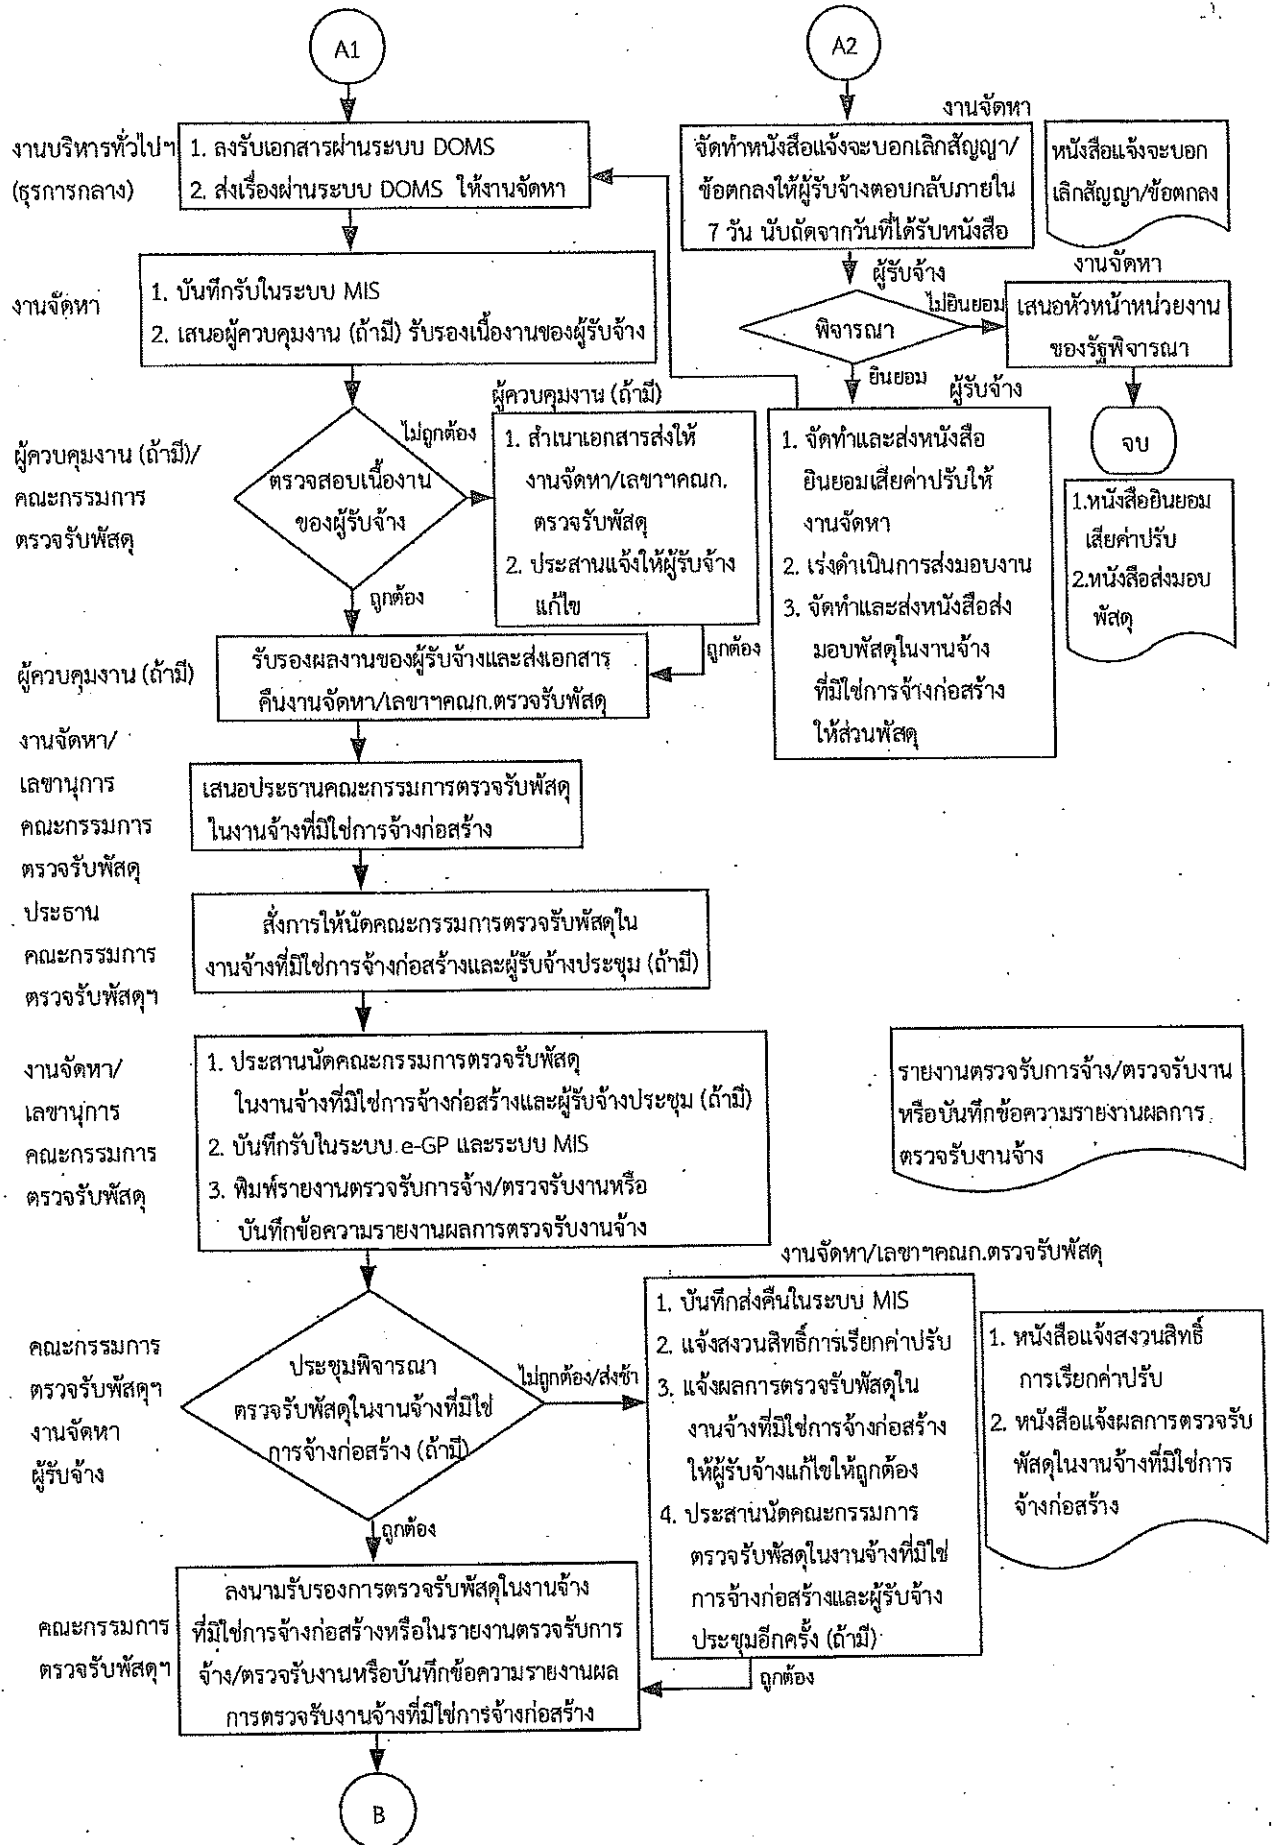 A1
งานบริหารทั่วไปฯ
(ธุรการกลาง)
1. ลงรับเอกสารผ่านระบบ DOMS
2. ส่งเรื่องผ่านระบบ DOMS ให้งานจัดหา
งานจัดหา
1. บันทึกรับในระบบ MIS
2. เสนอผู้ควบคุมงาน (ถ้ามี) รับรองเนื้องานของผู้รับจ้าง
ผู้ควบคุมงาน (ถ้ามี)/
คณะกรรมการ
ตรวจรับพัสดุ
ตรวจสอบเนื้องาน
ของผู้รับจ้าง
ไม่ถูกต้อง
ผู้ควบคุมงาน (ถ้ามี)
1. สำเนาเอกสารส่งให้
งานจัดหา/เลขาฯคณก.
ตรวจรับพัสดุ
2. ประสานแจ้งให้ผู้รับจ้าง
แก้ไข
ถูกต้อง
ถูกต้อง
ผู้ควบคุมงาน (ถ้ามี)
รับรองผลงานของผู้รับจ้างและส่งเอกสาร
คืนงานจัดหา/เลขาฯคณก.ตรวจรับพัสดุ
A2
งานจัดหา
จัดทำหนังสือแจ้งจะบอกเลิกสัญญา/
ข้อตกลงให้ผู้รับจ้างตอบกลับภายใน
7 วัน นับถัดจากวันที่ได้รับหนังสือ
หนังสือแจ้งจะบอก
เลิกสัญญา/ข้อตกลง
ผู้รับจ้าง
พิจารณา
ไม่ยินยอม
งานจัดหา
เสนอหัวหน้าหน่วยงาน
ของรัฐพิจารณา
จบ
ยินยอม
ผู้รับจ้าง
1. จัดทำและส่งหนังสือ
ยินยอมเสียค่าปรับให้
งานจัดหา
2. เร่งดำเนินการส่งมอบงาน
3. จัดทำและส่งหนังสือส่ง
มอบพัสดุในงานจ้าง
ที่มิใช่การจ้างก่อสร้าง
ให้ส่วนพัสดุ
1.หนังสือยินยอม
เสียค่าปรับ
2.หนังสือส่งมอบ
พัสดุ
งานจัดหา/
เลขานุการ
คณะกรรมการ
ตรวจรับพัสดุ
เสนอประธานคณะกรรมการตรวจรับพัสดุ
ในงานจ้างที่มิใช่การจ้างก่อสร้าง
ประธาน
คณะกรรมการ
ตรวจรับพัสดุฯ
สั่งการให้นัดคณะกรรมการตรวจรับพัสดุใน
งานจ้างที่มิใช่การจ้างก่อสร้างและผู้รับจ้างประชุม (ถ้ามี)
งานจัดหา/
เลขานุการ
คณะกรรมการ
ตรวจรับพัสดุ
1. ประสานนัดคณะกรรมการตรวจรับพัสดุ
ในงานจ้างที่มิใช่การจ้างก่อสร้างและผู้รับจ้างประชุม (ถ้ามี)
2. บันทึกรับในระบบ e-GP และระบบ MIS
3. พิมพ์รายงานตรวจรับการจ้าง/ตรวจรับงานหรือ
บันทึกข้อความรายงานผลการตรวจรับงานจ้าง
รายงานตรวจรับการจ้าง/ตรวจรับงาน
หรือบันทึกข้อความรายงานผลการ
ตรวจรับงานจ้าง
คณะกรรมการ
ตรวจรับพัสดุฯ
งานจัดหา
ผู้รับจ้าง
ประชุมพิจารณา
ตรวจรับพัสดุในงานจ้างที่มิใช่
การจ้างก่อสร้าง (ถ้ามี)
ไม่ถูกต้อง/ส่งช้า
งานจัดหา/เลขาฯคณก.ตรวจรับพัสดุ
1. บันทึกส่งคืนในระบบ MIS
2. แจ้งสงวนสิทธิ์การเรียกค่าปรับ
3. แจ้งผลการตรวจรับพัสดุใน
งานจ้างที่มิใช่การจ้างก่อสร้าง
ให้ผู้รับจ้างแก้ไขให้ถูกต้อง
4. ประสานนัดคณะกรรมการ
ตรวจรับพัสดุในงานจ้างที่มิใช่
การจ้างก่อสร้างและผู้รับจ้าง
ประชุมอีกครั้ง (ถ้ามี)
1. หนังสือแจ้งสงวนสิทธิ์
การเรียกค่าปรับ
2. หนังสือแจ้งผลการตรวจรับ
พัสดุในงานจ้างที่มิใช่การ
จ้างก่อสร้าง
ถูกต้อง
ถูกต้อง
คณะกรรมการ
ตรวจรับพัสดุฯ
ลงนามรับรองการตรวจรับพัสดุในงานจ้าง
ที่มิใช่การจ้างก่อสร้างหรือในรายงานตรวจรับการ
จ้าง/ตรวจรับงานหรือบันทึกข้อความรายงานผล
การตรวจรับงานจ้างที่มิใช่การจ้างก่อสร้าง
B